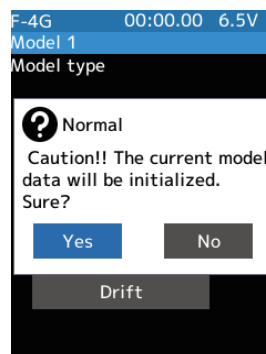 F-4G 00:00.00 6.5V
Model 1
Model type
? Normal
Caution!! The current model
data will be initialized.
Sure?
Yes No
Drift